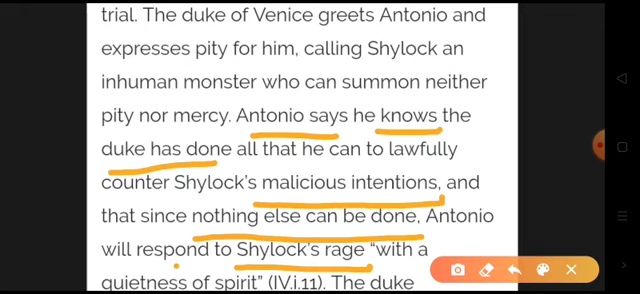 trial. The duke of Venice greets Antonio and
expresses pity for him, calling Shylock an
inhuman monster who can summon neither
pity nor mercy. Antonio says he knows the
duke has done all that he can to lawfully
counter Shylock's malicious intentions, and
that since nothing else can be done, Antonio
will respond to Shylock's rage “with a
quietness of spirit” (IV.i.11). The duke